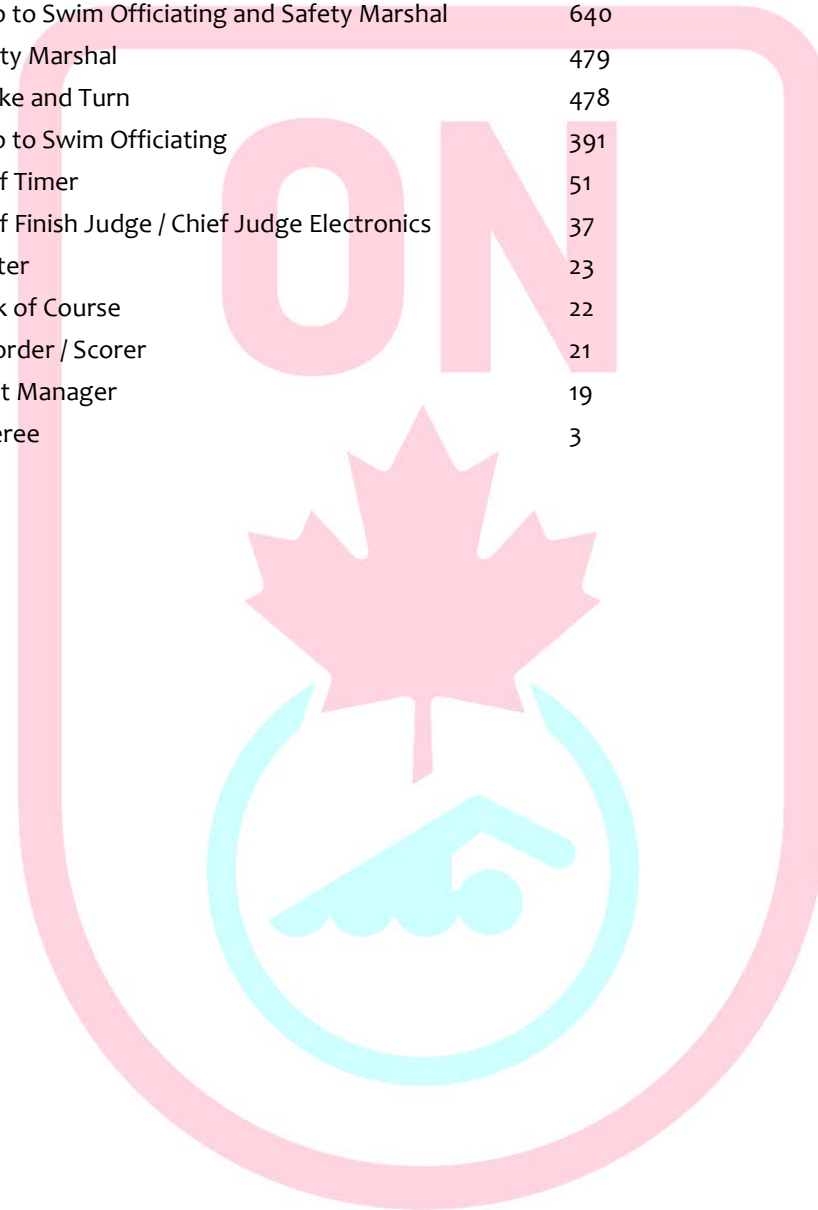 o to Swim Officiating and Safety Marshal 640
ty Marshal 479
ke and Turn 478
o to Swim Officiating 391
f Timer 51
f Finish Judge / Chief Judge Electronics 37
ter 23
k of Course 22
order / Scorer 21
t Manager 19
eree 3
ON